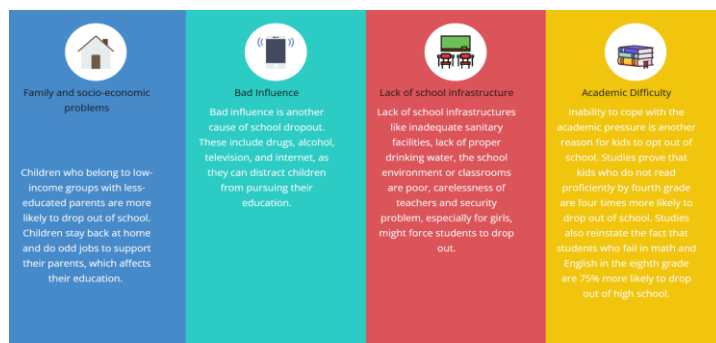 Family and socio-economic
problems
Children who belong to low-
income groups with less-
educated parents are more
likely to drop out of school.
Children stay back at home
and do odd jobs to support
their parents, which affects
their education.
Bad Influence
Bad influence is another
cause of school dropout.
These include drugs, alcohol,
television, and internet, as
they can distract children
from pursuing their
education.
Lack of school infrastructure
Lack of school infrastructures
like inadequate sanitary
facilities, lack of proper
drinking water, the school
environment or classrooms
are poor, carelessness of
teachers and security
problem, especially for girls,
might force students to drop
out.
Academic Difficulty
Inability to cope with the
academic pressure is another
reason for kids to opt out of
school. Studies prove that
kids who do not read
proficiently by fourth grade
are four times more likely to
drop out of school. Studies
also reinstate the fact that
students who fail in math and
English in the eighth grade
are 75% more likely to drop
out of high school.